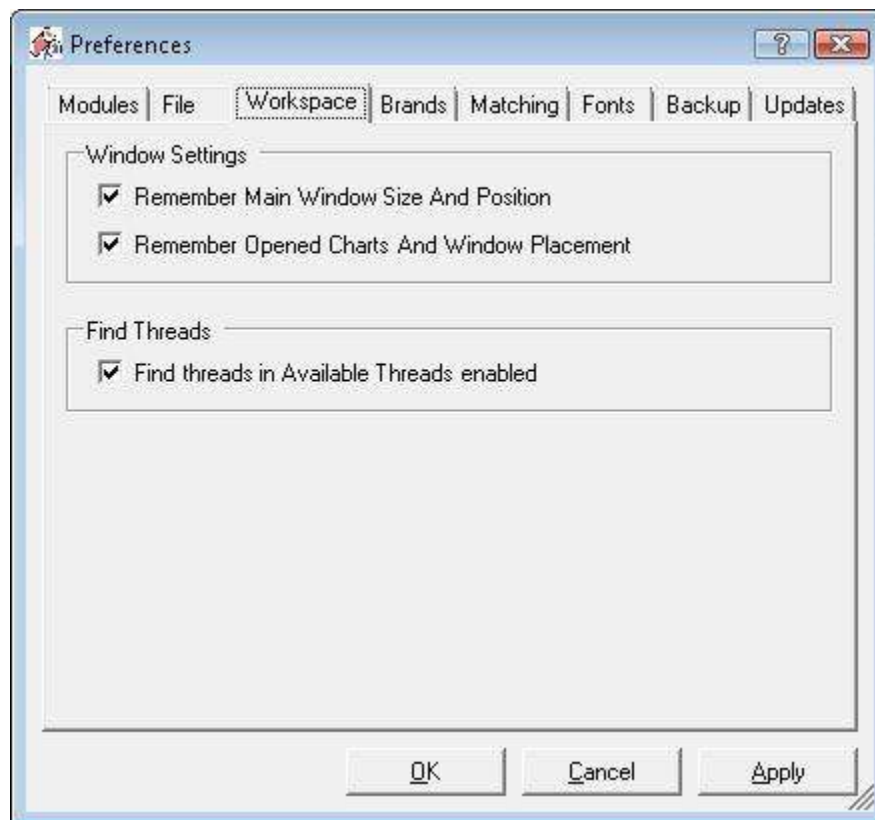 Preferences
Modules File Workspace Brands Matching Fonts Backup Updates
Window Settings
Remember Main Window Size And Position
Remember Opened Charts And Window Placement
Find Threads
Find threads in Available Threads enabled
OK Cancel Apply